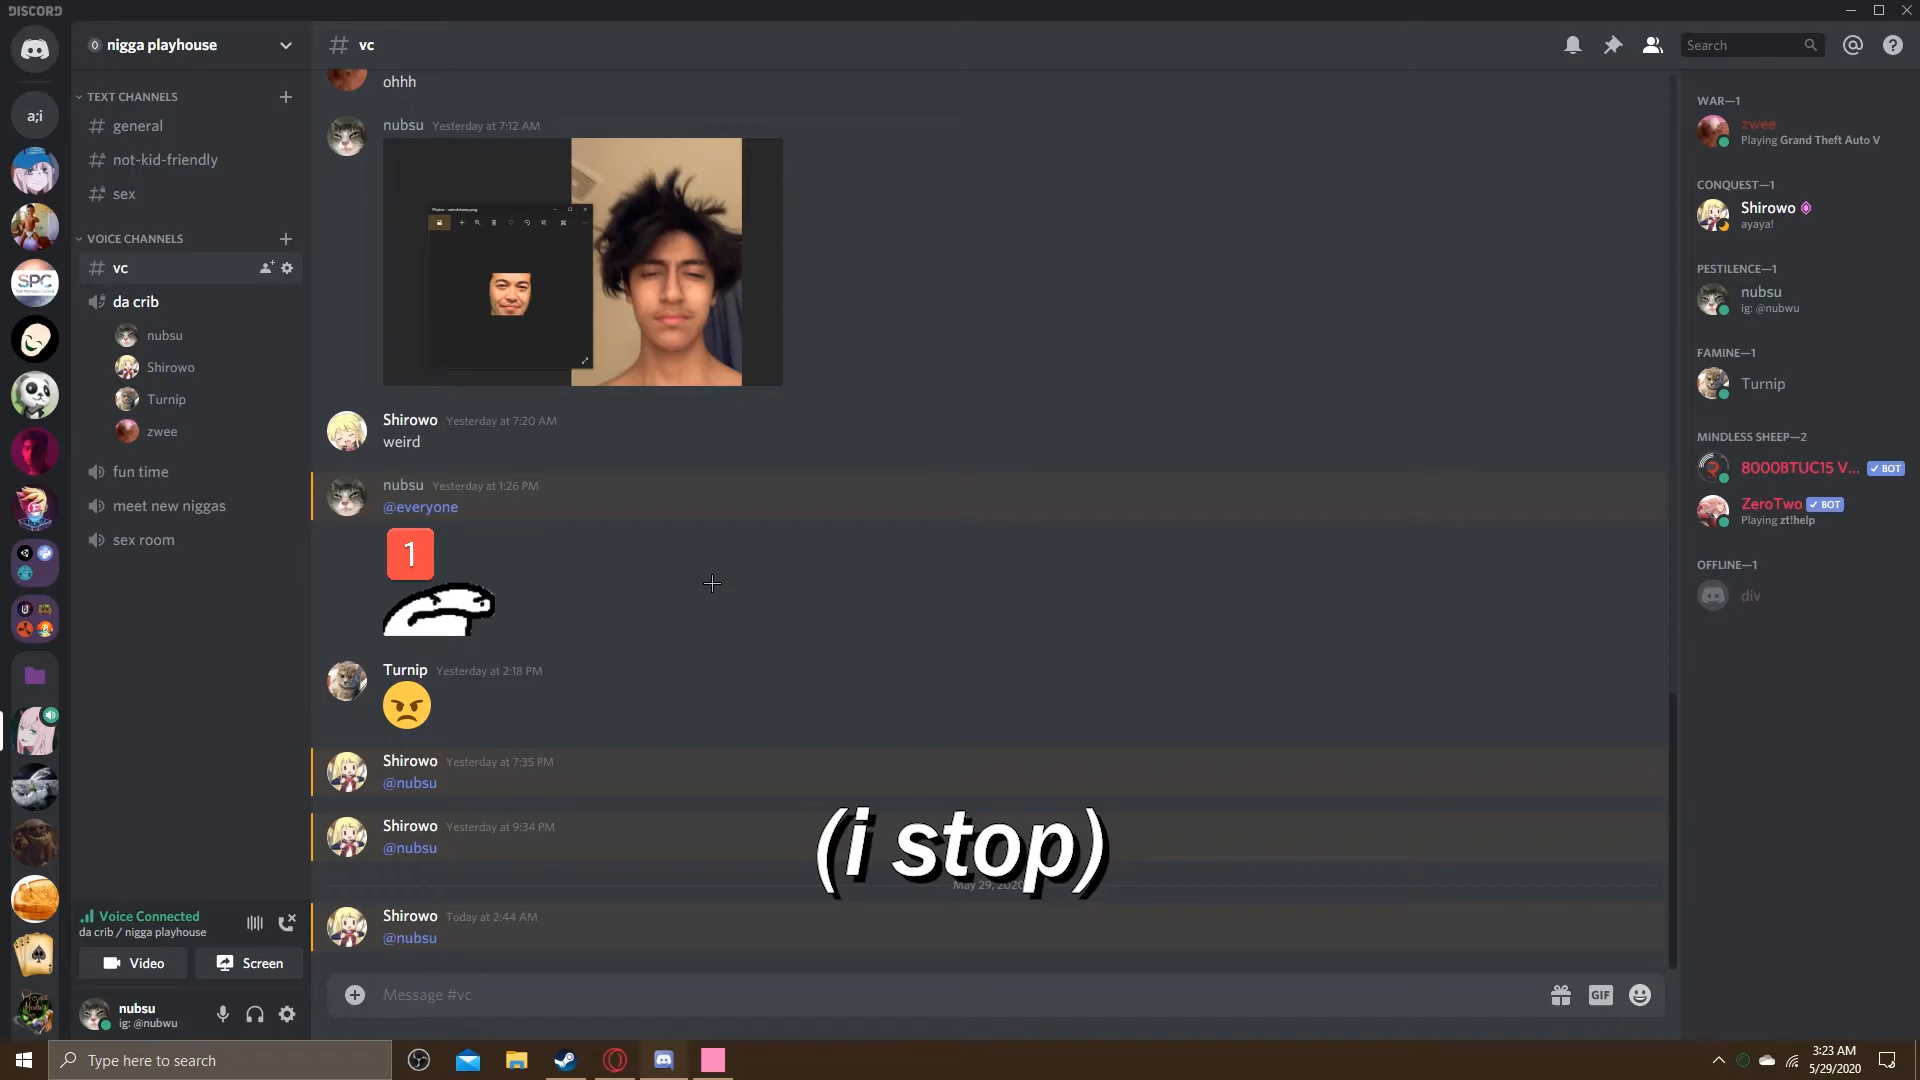 DISCORD
nigga playhouse
TEXT CHANNELS
general
not-kid-friendly
sex
VOICE CHANNELS
vc
da crib
nubsu
Shirowo
Turnip
zwee
fun time
meet new niggas
sex room
Voice Connected
da crib / nigga playhouse
Video
Screen
nubsu
ig: @nubwu
a;i
SPC
# vc
Search
ohhh
nubsu Yesterday at 7:12 AM
Shirowo Yesterday at 7:20 AM
weird
nubsu Yesterday at 1:26 PM
@everyone
1
Turnip Yesterday at 2:18 PM
Shirowo Yesterday at 7:35 PM
@nubsu
Shirowo Yesterday at 9:34 PM
@nubsu
(i stop)
May 29, 2020
Shirowo Today at 2:44 AM
@nubsu
Message #vc
GIF
WAR—1
zwee
Playing Grand Theft Auto V
CONQUEST—1
Shirowo
ayaya!
PESTILENCE—1
nubsu
ig: @nubwu
FAMINE—1
Turnip
MINDLESS SHEEP—2
8000BTUC15 V... BOT
ZeroTwo BOT
Playing zt!help
OFFLINE—1
div
Type here to search
3:23 AM
5/29/2020